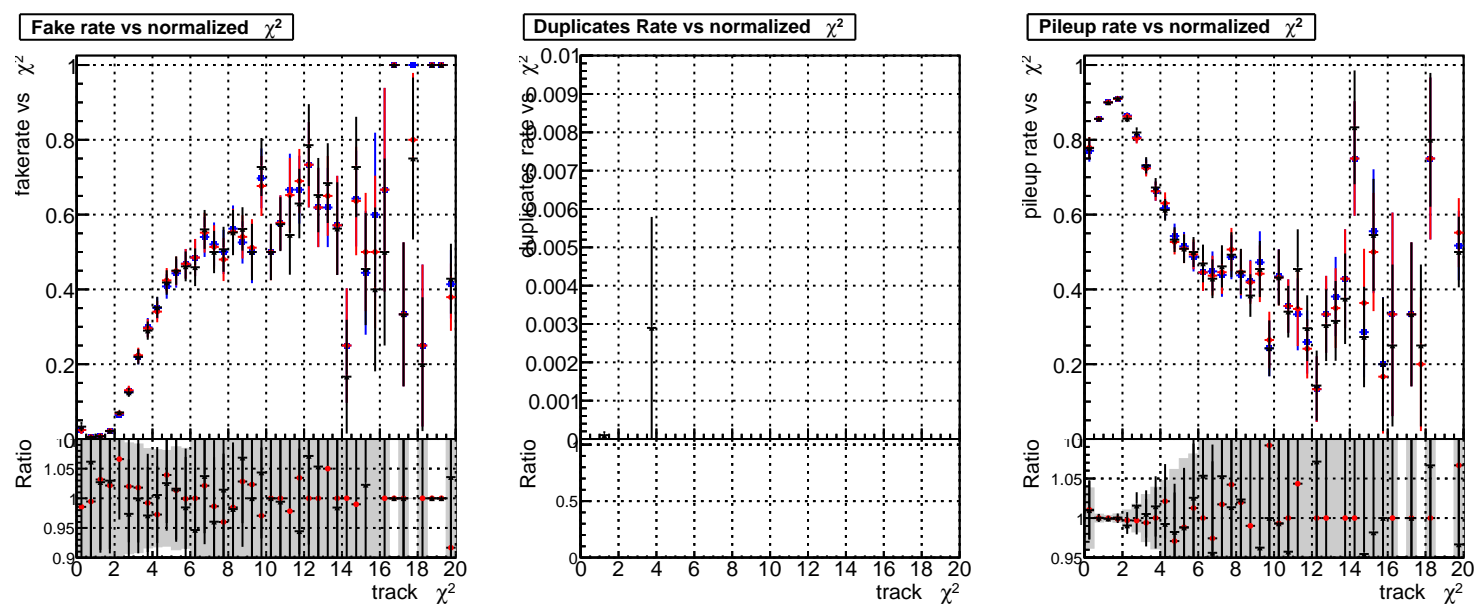 Fake rate vs normalized χ²
fakerate vs χ²
1
0.8
0.6
0.4
0.2
0
Ratio
1.05
1
0.95
0.9
0 2 4 6 8 10 12 14 16 18 20
track χ²
Duplicates Rate vs normalized χ²
duplicates rate vs χ²
0.01
0.009
0.008
0.007
0.006
0.005
0.004
0.003
0.002
0.001
0
Ratio
1
0.5
0
0 2 4 6 8 10 12 14 16 18 20
track χ²
Pileup rate vs normalized χ²
pileup rate vs χ²
1
0.8
0.6
0.4
0.2
0
Ratio
1.05
1
0.95
0 2 4 6 8 10 12 14 16 18 20
track χ²